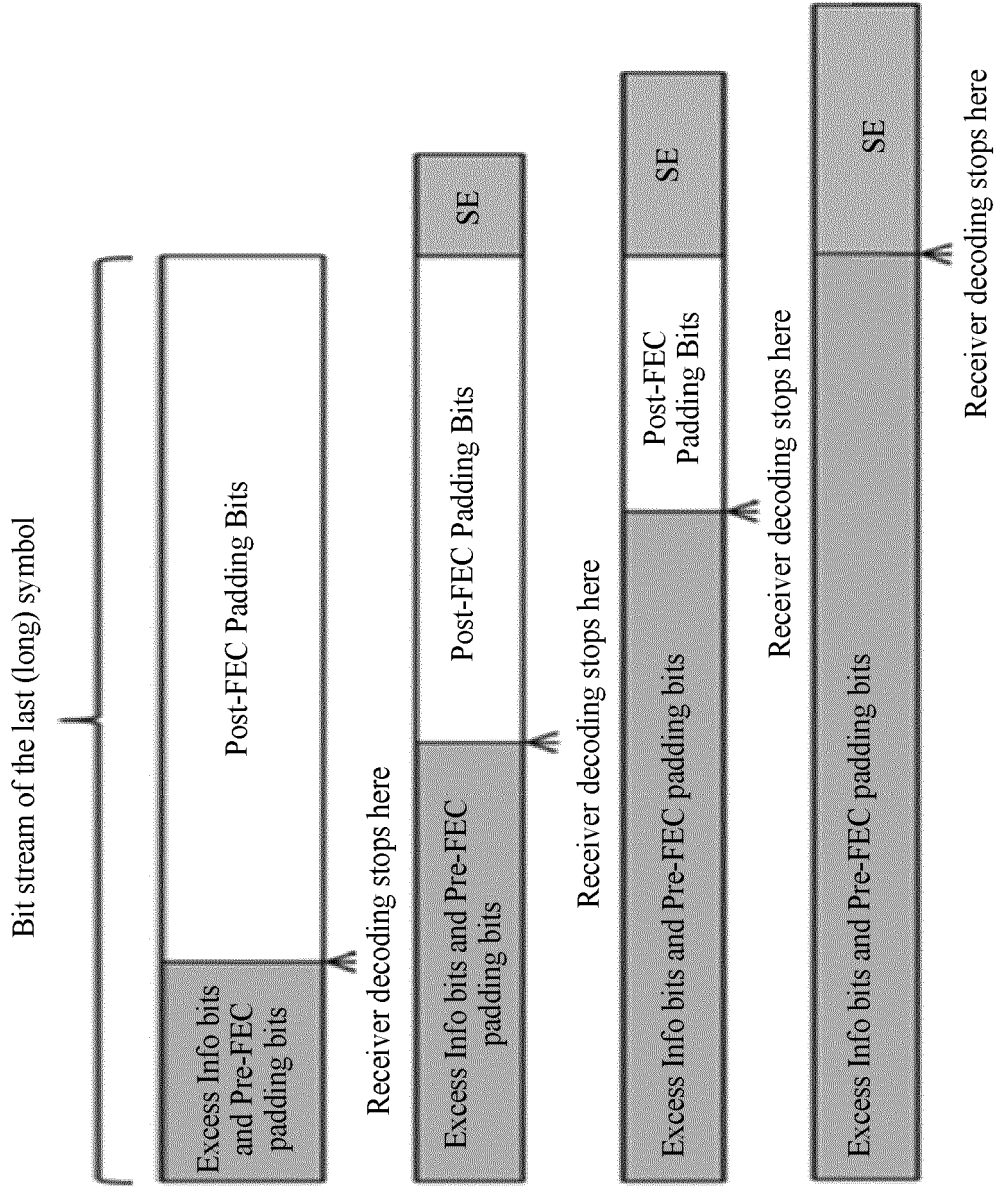 Bit stream of the last (long) symbol
Excess Info bits
and Pre-FEC
padding bits
Post-FEC Padding Bits
Receiver decoding stops here
Excess Info bits and Pre-FEC
padding bits
Post-FEC Padding Bits
SE
Receiver decoding stops here
Excess Info bits and Pre-FEC padding bits
Post-FEC
Padding Bits
SE
Receiver decoding stops here
Excess Info bits and Pre-FEC padding bits
SE
Receiver decoding stops here